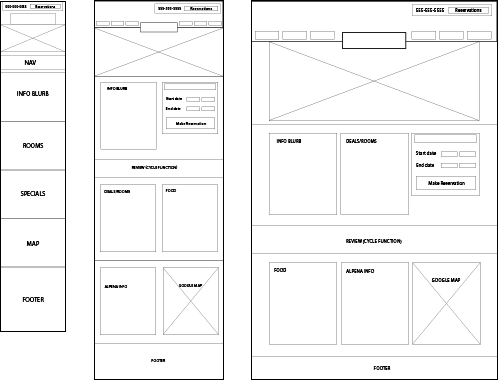 555-555-5555 Reservations
NAV
INFO BLURB
ROOMS
SPECIALS
MAP
FOOTER
555-555-5555 Reservations
INFO BLURB
Start date
End date
Make Reservation
REVIEW (CYCLE FUNCTION)
DEALS/ROOMS
FOOD
ALPENA INFO
GOOGLE MAP
FOOTER
555-555-5555 Reservations
INFO BLURB
DEALS/ROOMS
Start date
End date
Make Reservation
REVIEW (CYCLE FUNCTION)
FOOD
ALPENA INFO
GOOGLE MAP
FOOTER